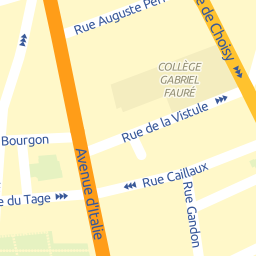 Rue Auguste Per
de Choisy
COLLÈGE
GABRIEL
FAURÉ
Rue de la Vistule
Bourgon
Avenue d'Italie
Rue Caillaux
e du Tage
Rue Gandon